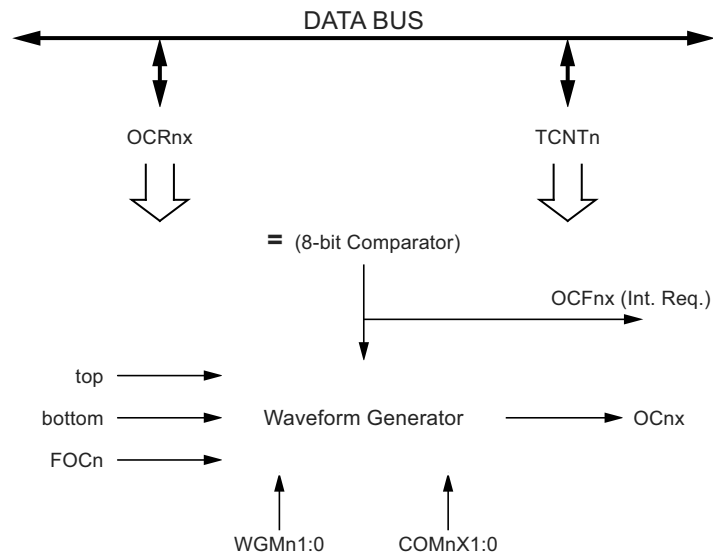 DATA BUS
OCRnx
TCNTn
= (8-bit Comparator)
OCFnx (Int. Req.)
top
bottom
Waveform Generator
OCnx
FOCn
WGMn1:0
COMnX1:0